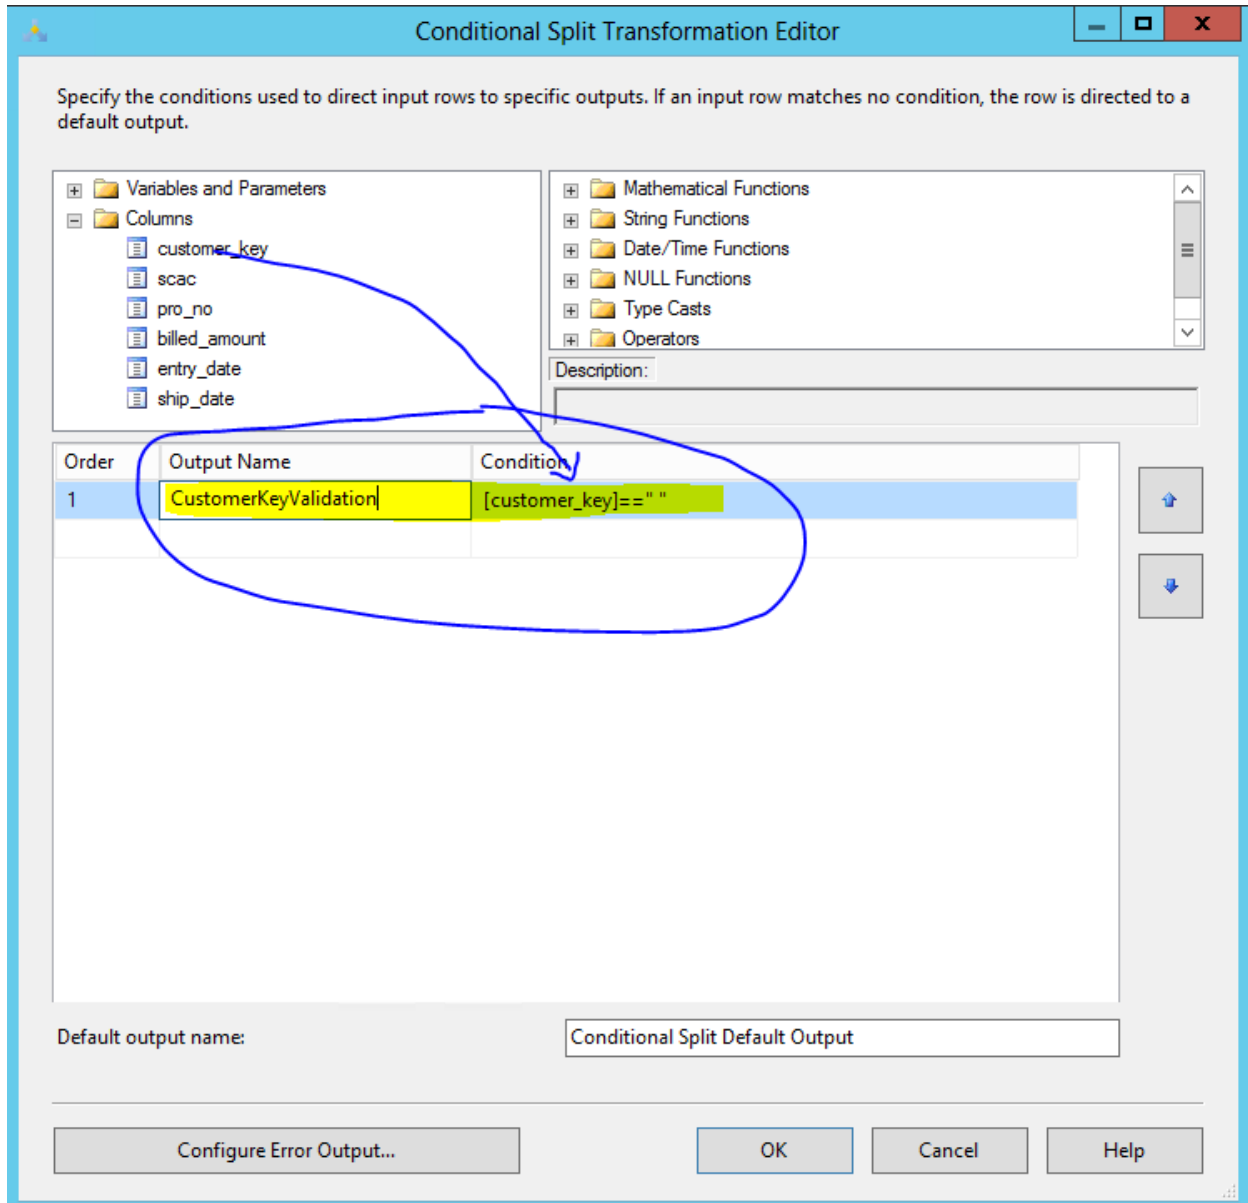 Conditional Split Transformation Editor
Specify the conditions used to direct input rows to specific outputs. If an input row matches no condition, the row is directed to a
default output.
Variables and Parameters
Columns
customer_key
scac
pro_no
billed_amount
entry_date
ship_date
Mathematical Functions
String Functions
Date/Time Functions
NULL Functions
Type Casts
Operators
Description:
Order Output Name Condition
1 CustomerKeyValidation [customer_key]==" "
Default output name: Conditional Split Default Output
Configure Error Output... OK Cancel Help